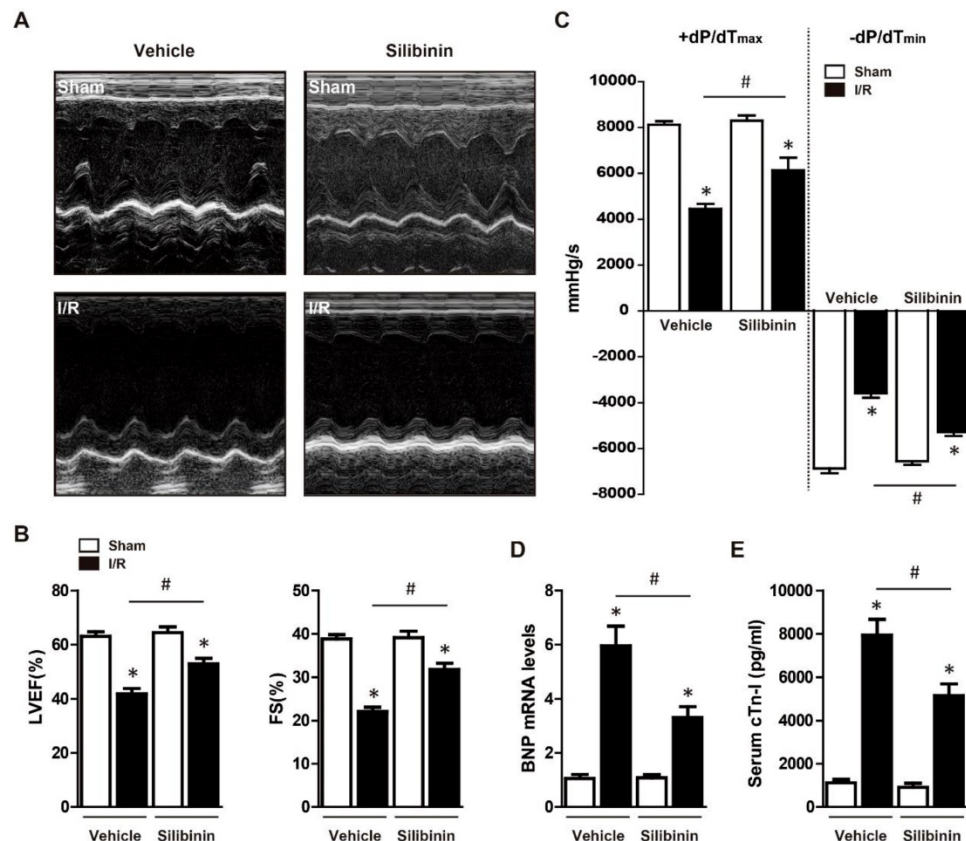 A
Vehicle
Silibinin
Sham
Sham
I/R
I/R
C
+dP/dTmax
-dP/dTmin
Sham
I/R
mmHg/s
10000
8000
6000
4000
2000
0
-2000
-4000
-6000
-8000
#
*
*
Vehicle
Silibinin
Vehicle
Silibinin
*
*
#
B
Sham
I/R
LVEF(%)
80
60
40
20
0
#
*
*
Vehicle
Silibinin
FS(%)
50
40
30
20
10
0
#
*
*
Vehicle
Silibinin
D
BNP mRNA levels
8
6
4
2
0
#
*
*
Vehicle
Silibinin
E
Serum cTn-I (pg/ml)
10000
8000
6000
4000
2000
0
#
*
*
Vehicle
Silibinin